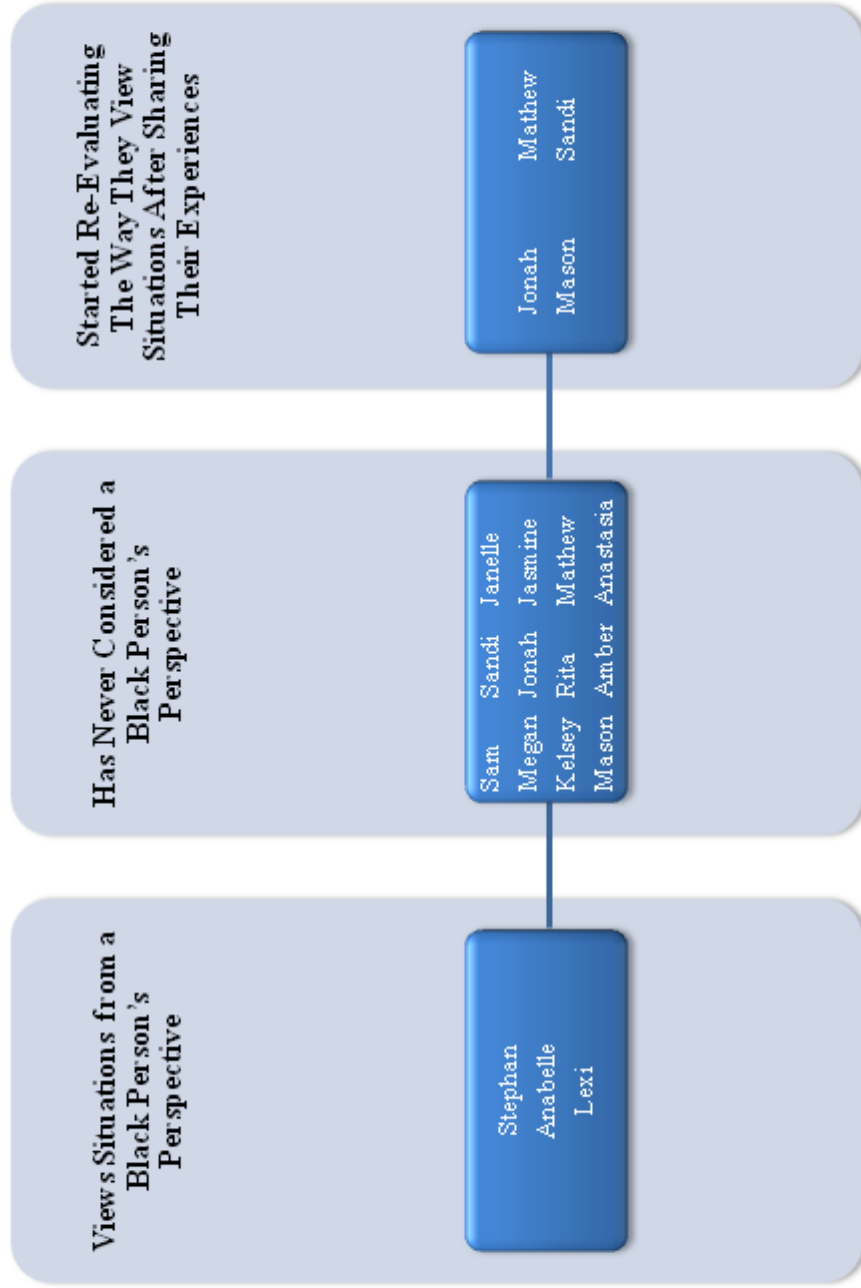 Views Situations from a
Black Person's
Perspective
Stephan
Anabelle
Lexi
Has Never Considered a
Black Person's
Perspective
Sam Sandi Janelle
Megan Jonah Jasmine
Kelsey Rita Mathew
Mason Amber Anastasia
Started Re-Evaluating
The Way They View
Situations After Sharing
Their Experiences
Jonah Mathew
Mason Sandi